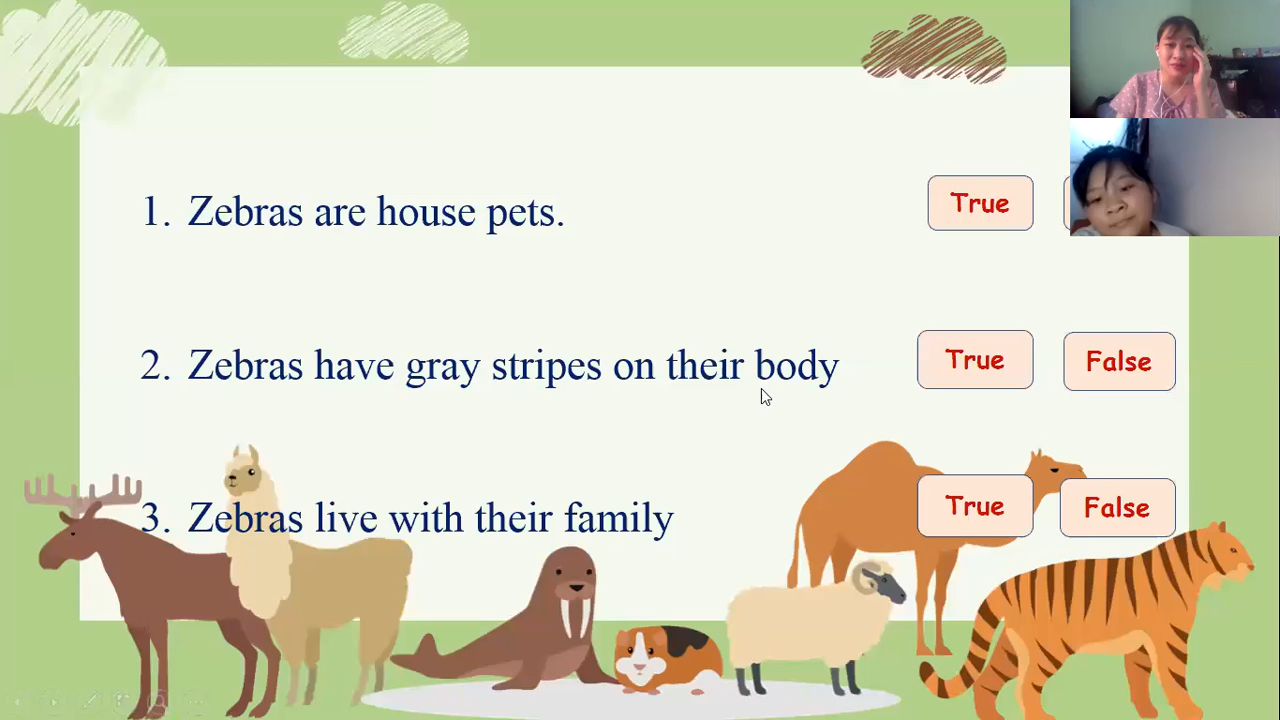 1. Zebras are house pets.
True
2. Zebras have gray stripes on their body
True
False
3. Zebras live with their family
True
False